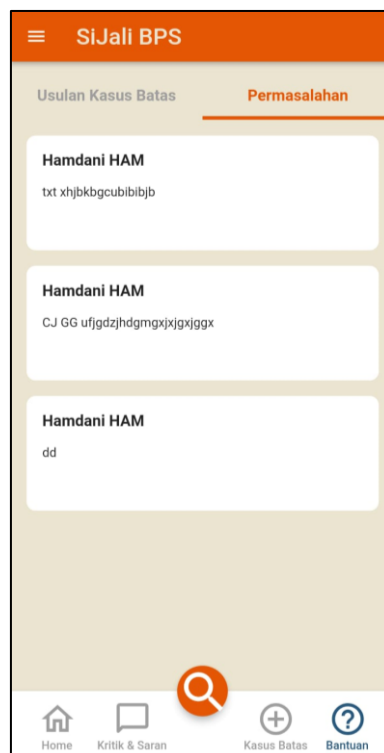 SiJali BPS
Usulan Kasus Batas
Permasalahan
Hamdani HAM
txt xhjbkbgcubibibjb
Hamdani HAM
CJ GG ufjgdzjhdgmgxjxjgxjggx
Hamdani HAM
dd
Home
Kritik & Saran
Kasus Batas
Bantuan